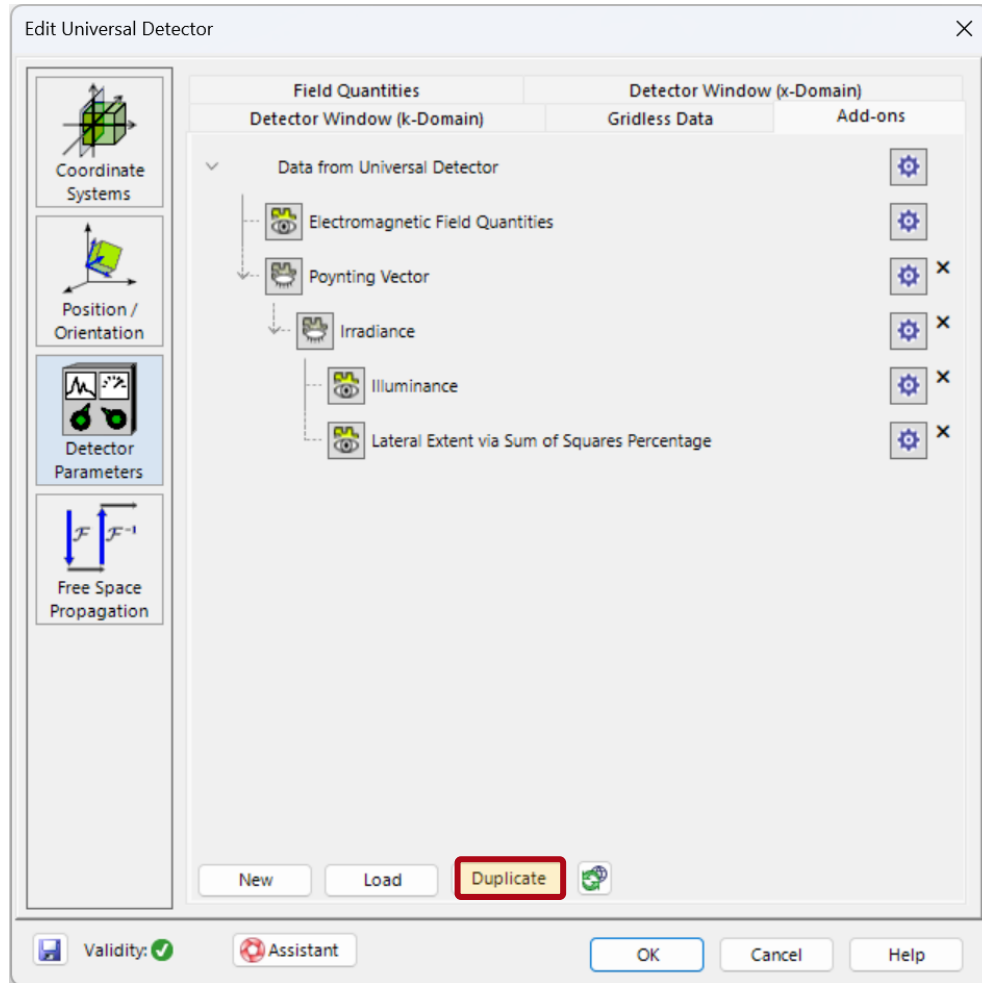 Edit Universal Detector
Coordinate
Systems
Position /
Orientation
Detector
Parameters
ℱ ℱ⁻¹
Free Space
Propagation
Field Quantities
Detector Window (x-Domain)
Detector Window (k-Domain)
Gridless Data
Add-ons
Data from Universal Detector
Electromagnetic Field Quantities
Poynting Vector
Irradiance
Illuminance
Lateral Extent via Sum of Squares Percentage
New
Load
Duplicate
Validity:
Assistant
OK
Cancel
Help